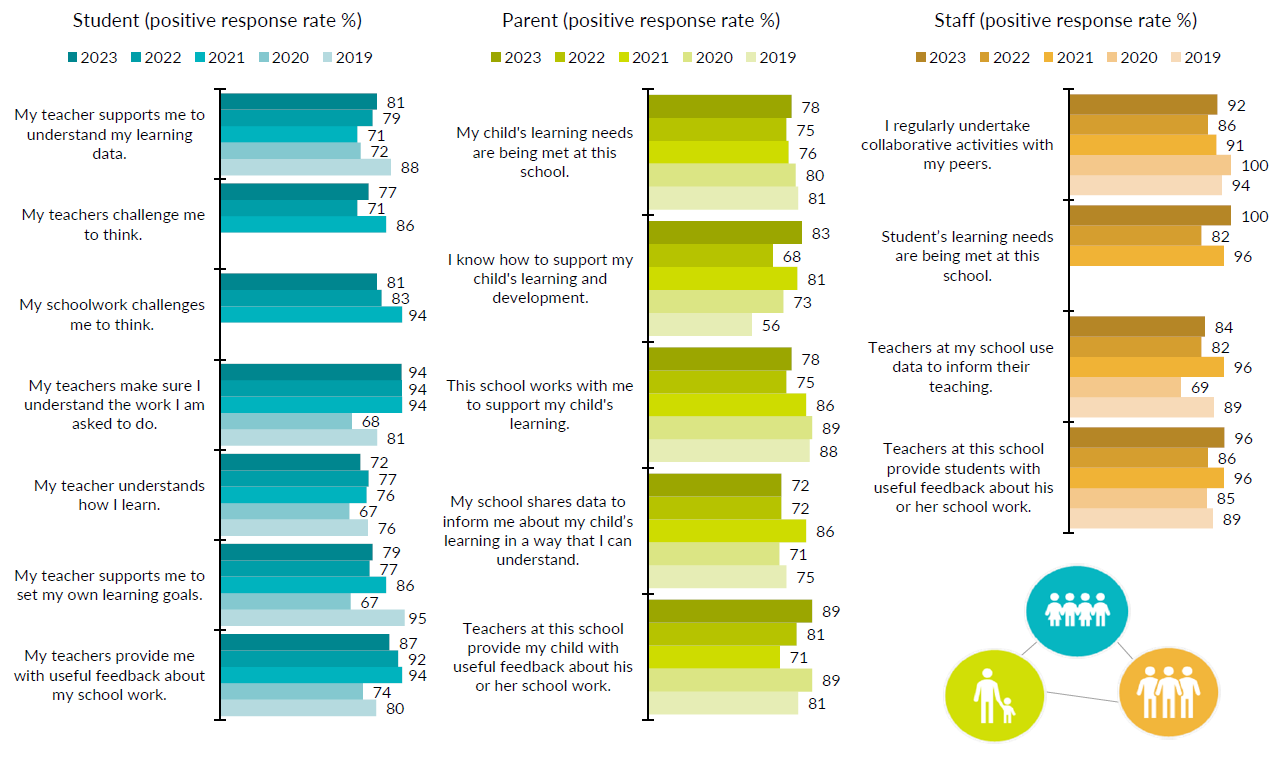 Student (positive response rate %)
2023 2022 2021 2020 2019
My teacher supports me to
understand my learning
data.
81
79
71
72
88
My teachers challenge me
to think.
77
71
86
My schoolwork challenges
me to think.
81
83
94
My teachers make sure I
understand the work I am
asked to do.
94
94
94
68
81
My teacher understands
how I learn.
72
77
76
67
76
My teacher supports me to
set my own learning goals.
79
77
86
67
95
My teachers provide me
with useful feedback about
my school work.
87
92
94
74
80
Parent (positive response rate %)
2023 2022 2021 2020 2019
My child's learning needs
are being met at this
school.
78
75
76
80
81
I know how to support my
child's learning and
development.
83
68
81
73
56
This school works with me
to support my child's
learning.
78
75
86
89
88
My school shares data to
inform me about my child's
learning in a way that I can
understand.
72
72
86
71
75
Teachers at this school
provide my child with
useful feedback about his
or her school work.
89
81
71
89
81
Staff (positive response rate %)
2023 2022 2021 2020 2019
I regularly undertake
collaborative activities with
my peers.
92
86
91
100
94
Student's learning needs
are being met at this
school.
100
82
96
Teachers at my school use
data to inform their
teaching.
84
82
96
69
89
Teachers at this school
provide students with
useful feedback about his
or her school work.
96
86
96
85
89